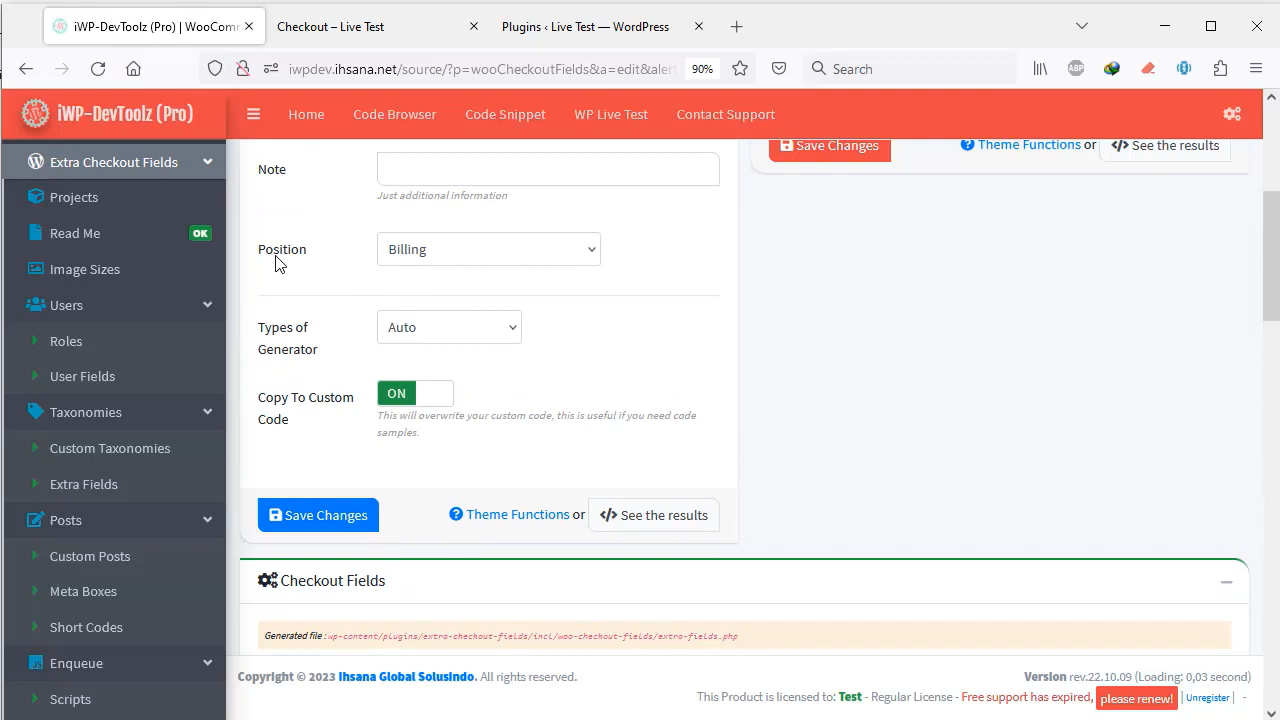 iWP-DevToolz (Pro) | WooComm
Checkout – Live Test
Plugins ‹ Live Test — WordPress
iwpdev.ihsana.net/source/?p=wooCheckoutFields&a=edit&alert
90%
Search
ABP
iWP-DevToolz (Pro)
Home
Code Browser
Code Snippet
WP Live Test
Contact Support
Extra Checkout Fields
Projects
Read Me
OK
Image Sizes
Users
Roles
User Fields
Taxonomies
Custom Taxonomies
Extra Fields
Posts
Custom Posts
Meta Boxes
Short Codes
Enqueue
Scripts
Save Changes
Theme Functions or
See the results
Note
Just additional information
Position
Billing
Types of
Generator
Auto
Copy To Custom
Code
ON
This will overwrite your custom code, this is useful if you need code
samples.
Save Changes
Theme Functions or
See the results
Checkout Fields
Generated file : wp-content/plugins/extra-checkout-fields/incl/woo-checkout-fields/extra-fields.php
Copyright © 2023 Ihsana Global Solusindo. All rights reserved.
Version rev.22.10.09 (Loading: 0,03 second)
This Product is licensed to: Test - Regular License - Free support has expired, please renew! | Unregister | -